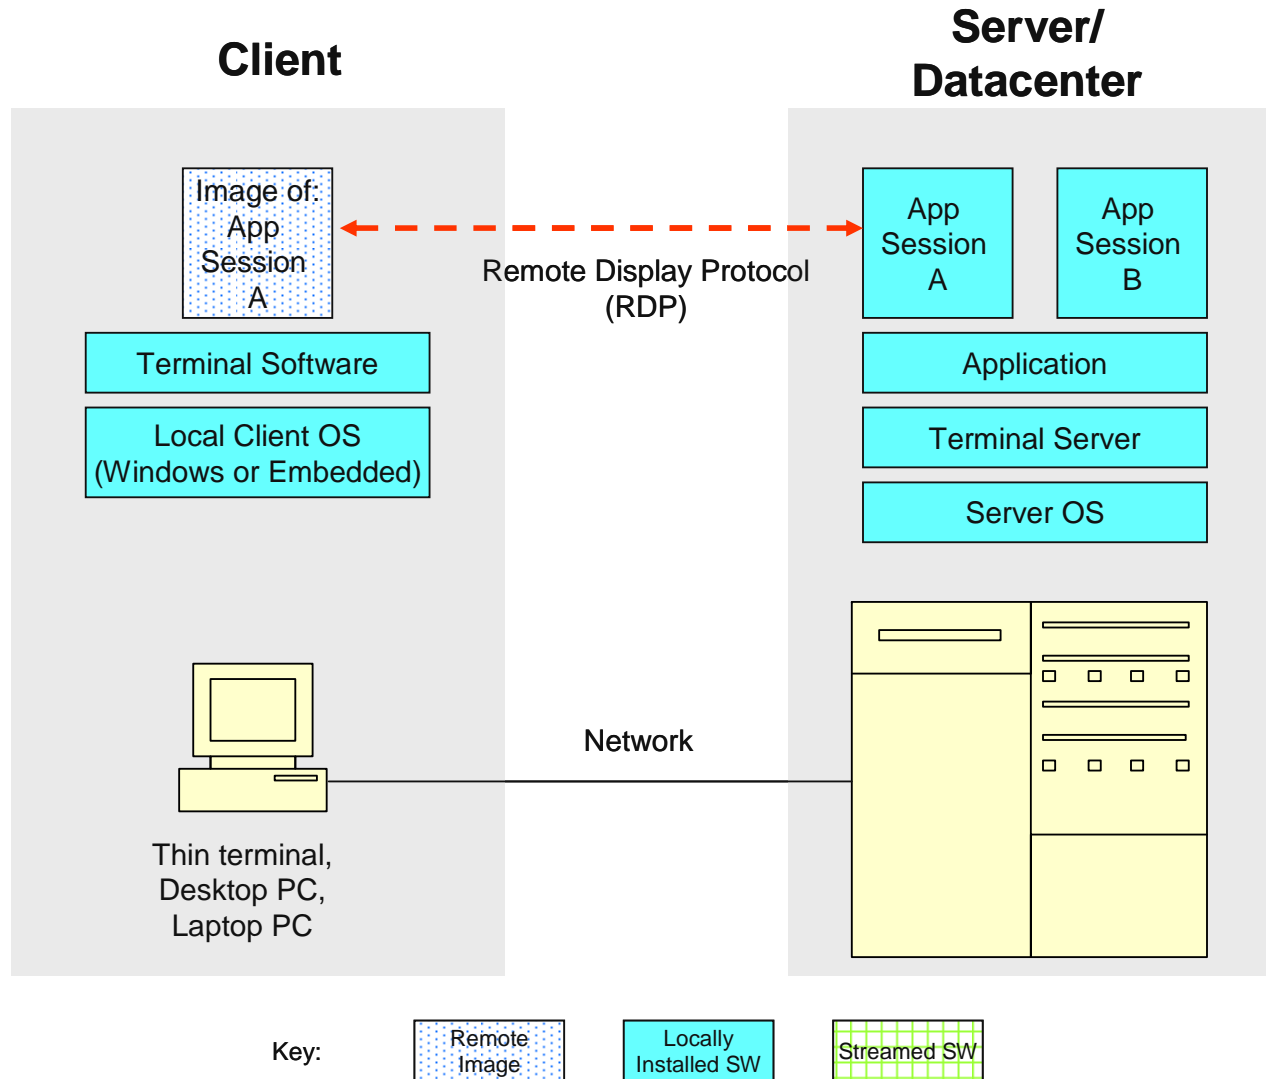 Client
Server/
Datacenter
Image of:
App
Session
A
Remote Display Protocol
(RDP)
App
Session
A
App
Session
B
Terminal Software
Local Client OS
(Windows or Embedded)
Application
Terminal Server
Server OS
Network
Thin terminal,
Desktop PC,
Laptop PC
Key:
Remote
Image
Locally
Installed SW
Streamed SW